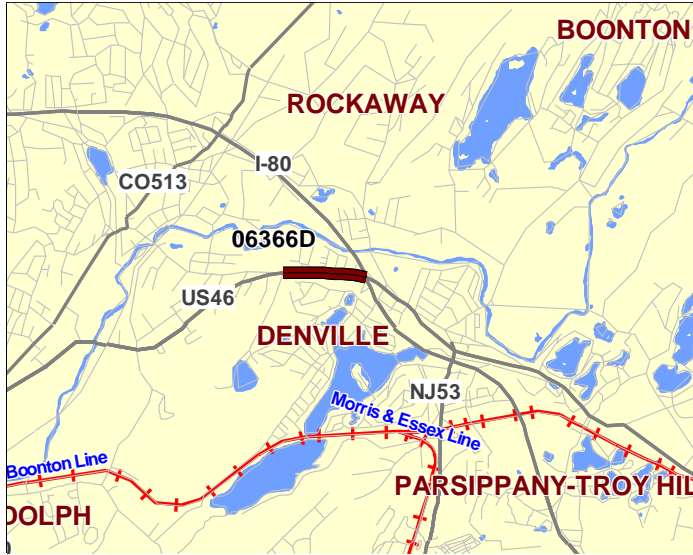 BOONTON
ROCKAWAY
I-80
CO513
06366D
US46
DENVILLE
NJ53
Morris & Essex Line
Boonton Line
PARSIPPANY-TROY HIL
DOLPH